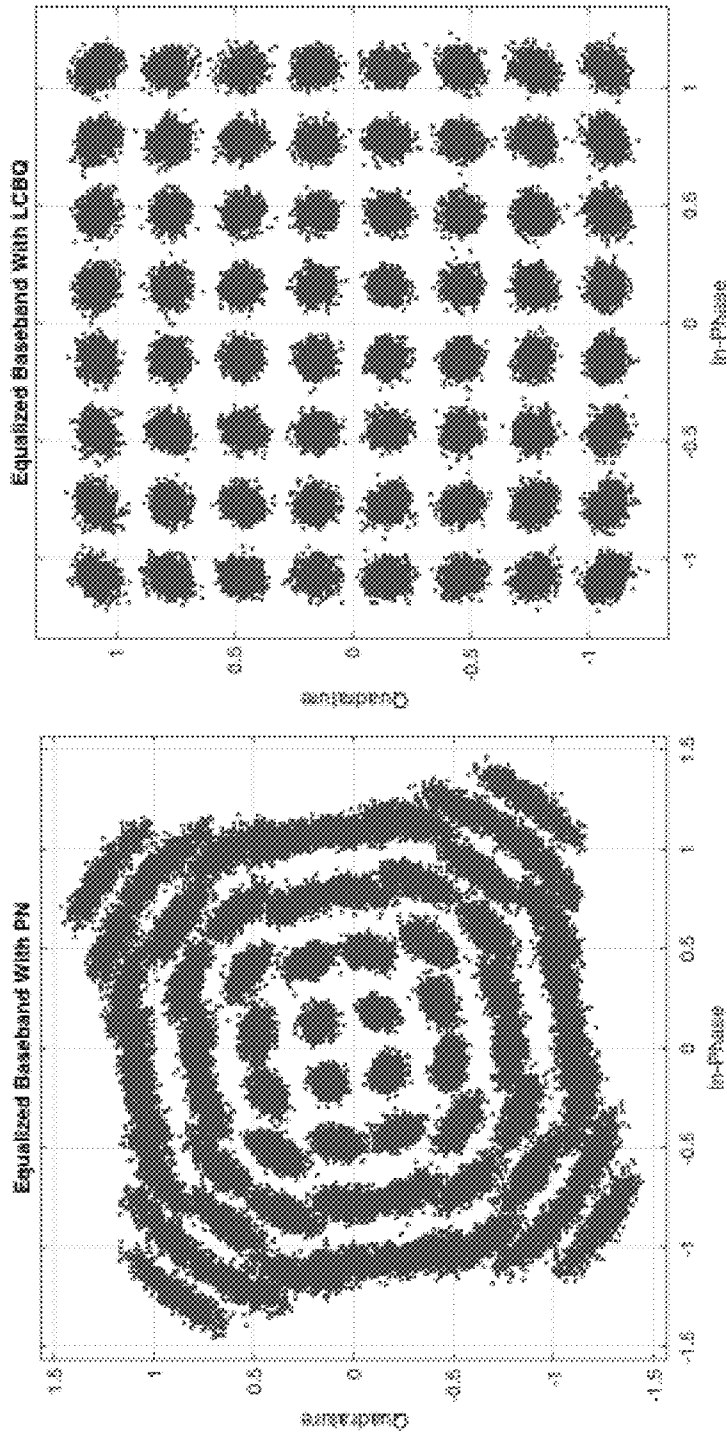 Equalized Baseband With PN
Quadrature
1.5
1
0.5
0
-0.5
-1
-1.5
-1.5 -1 -0.5 0 0.5 1 1.5
In-Phase
Equalized Baseband With LCBQ
Quadrature
1
0.5
0
-0.5
-1
-1 -0.5 0 0.5 1
In-Phase